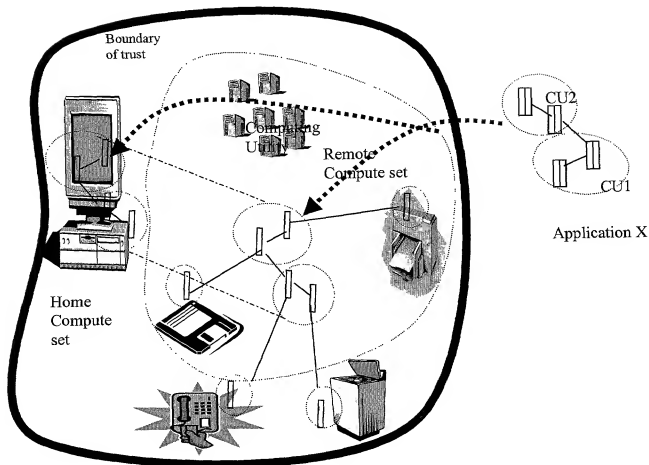 Boundary
of trust
CU2
Computing
Utility
Remote
Compute set
CU1
Application X
Home
Compute
set